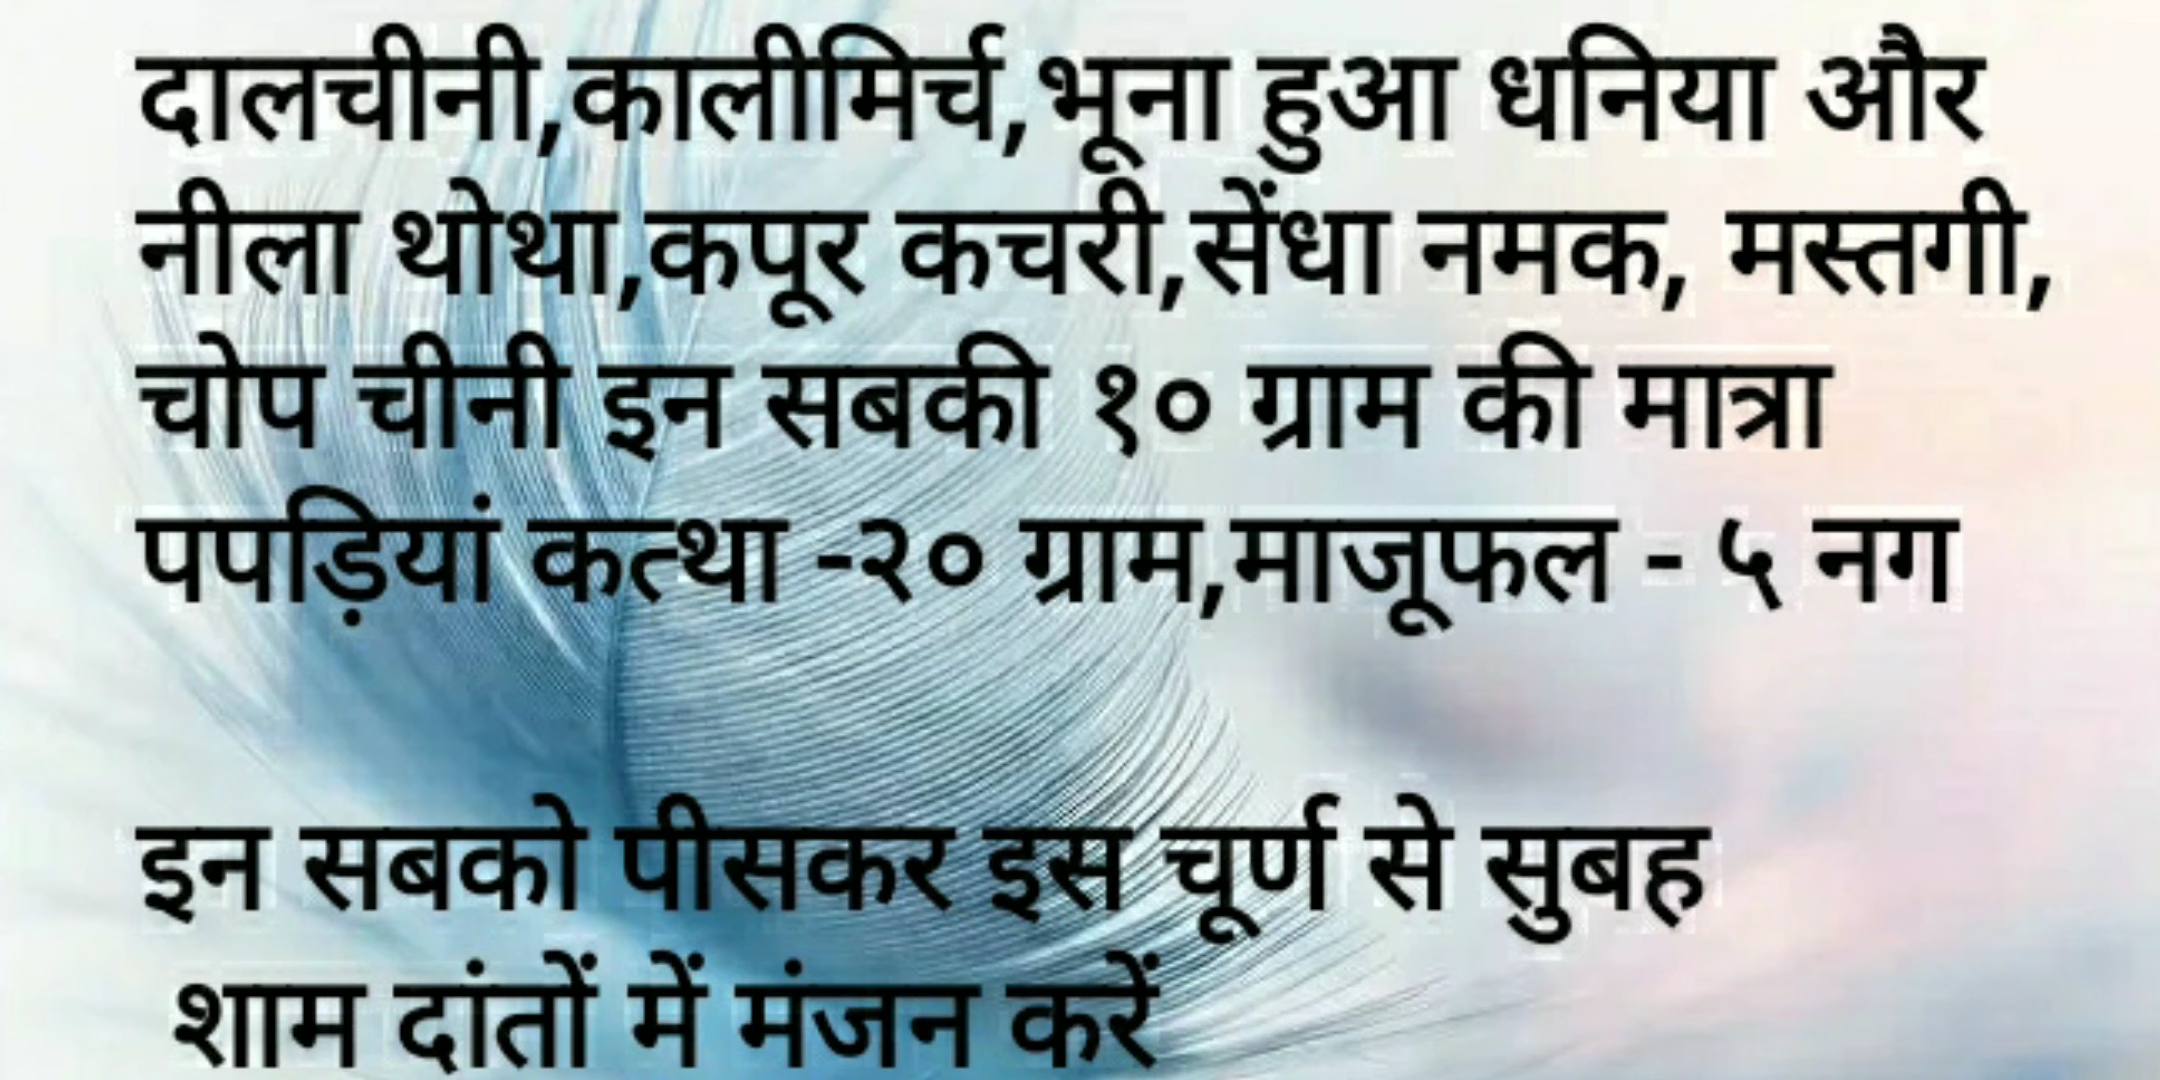 दालचीनी,कालीमिर्च,भूना हुआ धनिया और
नीला थोथा,कपूर कचरी,सेंधा नमक, मस्तगी,
चोप चीनी इन सबकी १० ग्राम की मात्रा
पपड़ियां कत्था -२० ग्राम,माजूफल - ५ नग
इन सबको पीसकर इस चूर्ण से सुबह
शाम दांतों में मंजन करें